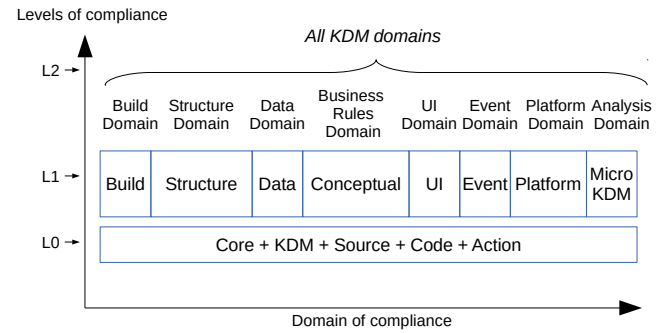 Levels of compliance
All KDM domains
L2
Build
Domain
Structure
Domain
Data
Domain
Business
Rules
Domain
UI
Domain
Event
Domain
Platform
Domain
Analysis
Domain
L1
Build
Structure
Data
Conceptual
UI
Event
Platform
Micro
KDM
L0
Core + KDM + Source + Code + Action
Domain of compliance